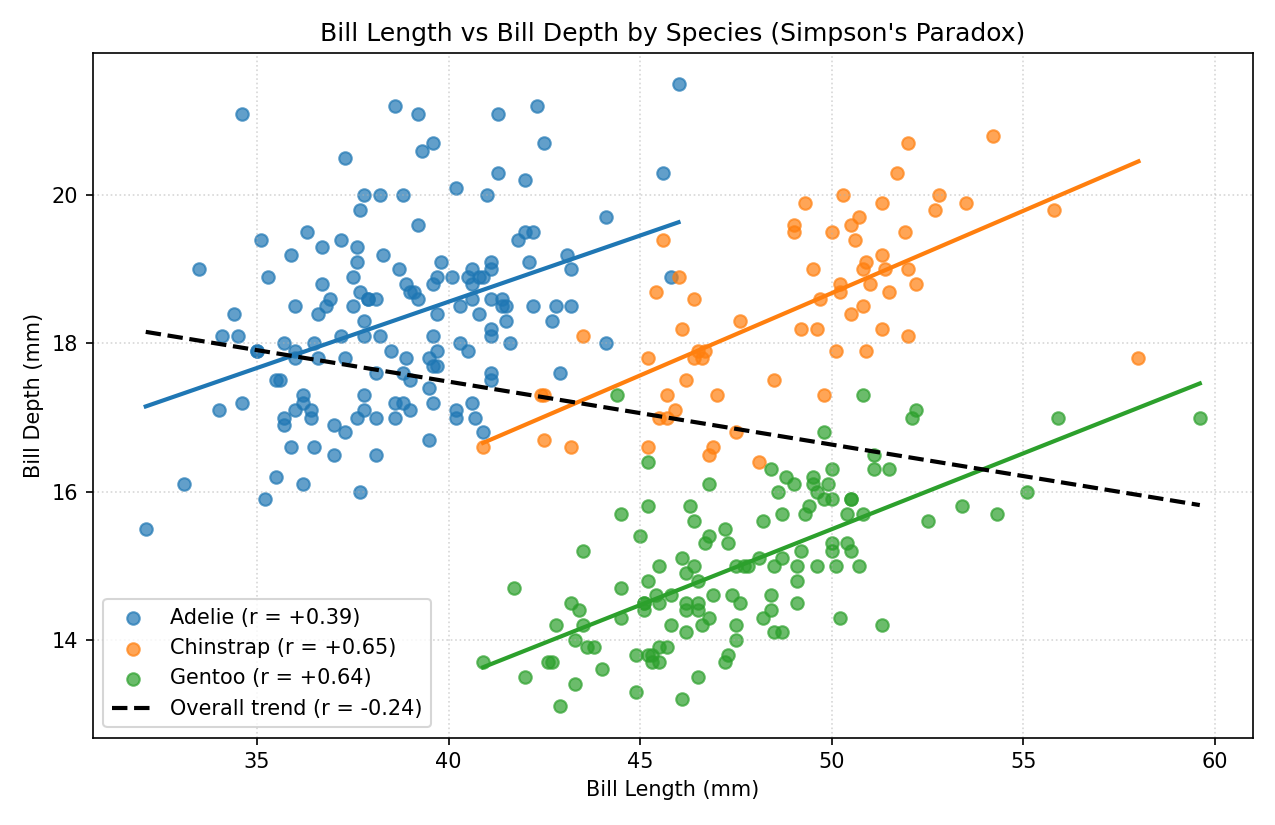 Bill Length vs Bill Depth by Species (Simpson's Paradox)
Bill Depth (mm)
20
18
16
14
Adelie (r = +0.39)
Chinstrap (r = +0.65)
Gentoo (r = +0.64)
Overall trend (r = -0.24)
35
40
45
50
55
60
Bill Length (mm)